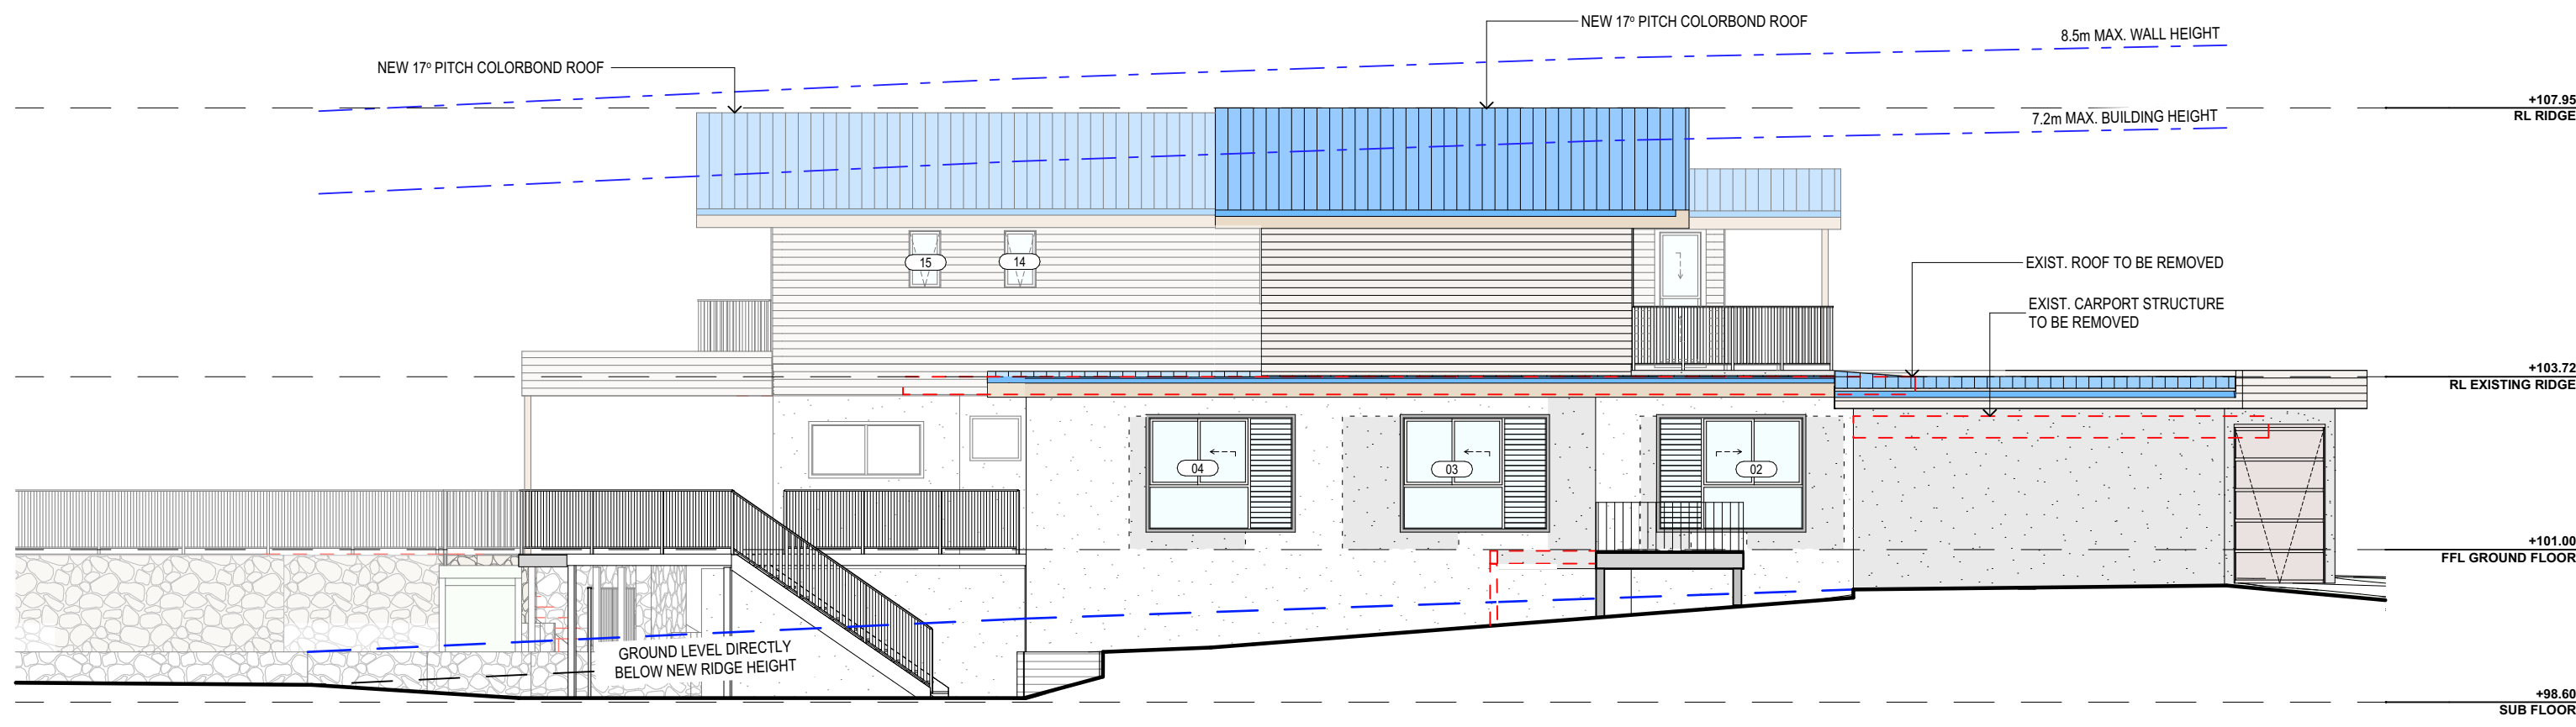 NEW 17º PITCH COLORBOND ROOF
8.5m MAX. WALL HEIGHT
NEW 17º PITCH COLORBOND ROOF
+107.95
RL RIDGE
7.2m MAX. BUILDING HEIGHT
15
14
EXIST. ROOF TO BE REMOVED
EXIST. CARPORT STRUCTURE
TO BE REMOVED
+103.72
RL EXISTING RIDGE
04
03
02
+101.00
FFL GROUND FLOOR
GROUND LEVEL DIRECTLY
BELOW NEW RIDGE HEIGHT
+98.60
SUB FLOOR